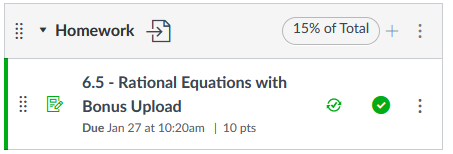 Homework
15% of Total
6.5 - Rational Equations with
Bonus Upload
Due Jan 27 at 10:20am | 10 pts